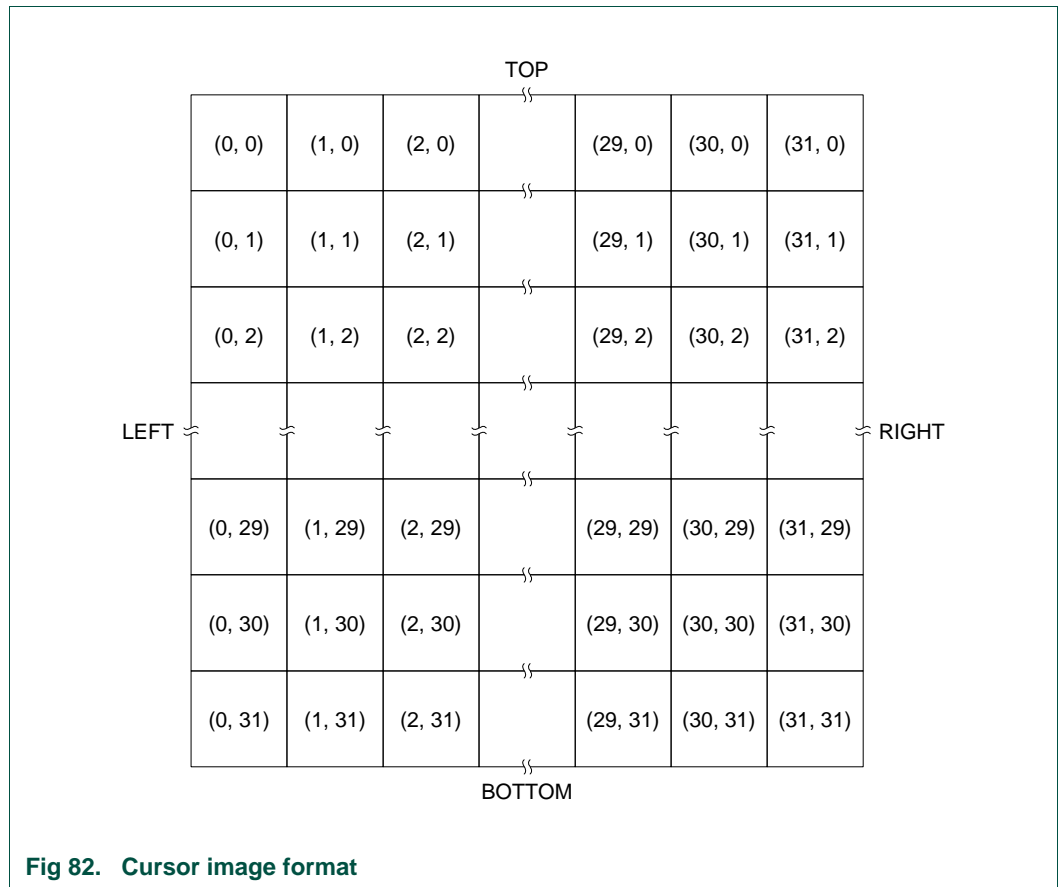 TOP
(0, 0) (1, 0) (2, 0) (29, 0) (30, 0) (31, 0)
(0, 1) (1, 1) (2, 1) (29, 1) (30, 1) (31, 1)
(0, 2) (1, 2) (2, 2) (29, 2) (30, 2) (31, 2)
LEFT RIGHT
(0, 29) (1, 29) (2, 29) (29, 29) (30, 29) (31, 29)
(0, 30) (1, 30) (2, 30) (29, 30) (30, 30) (31, 30)
(0, 31) (1, 31) (2, 31) (29, 31) (30, 31) (31, 31)
BOTTOM
Fig 82. Cursor image format